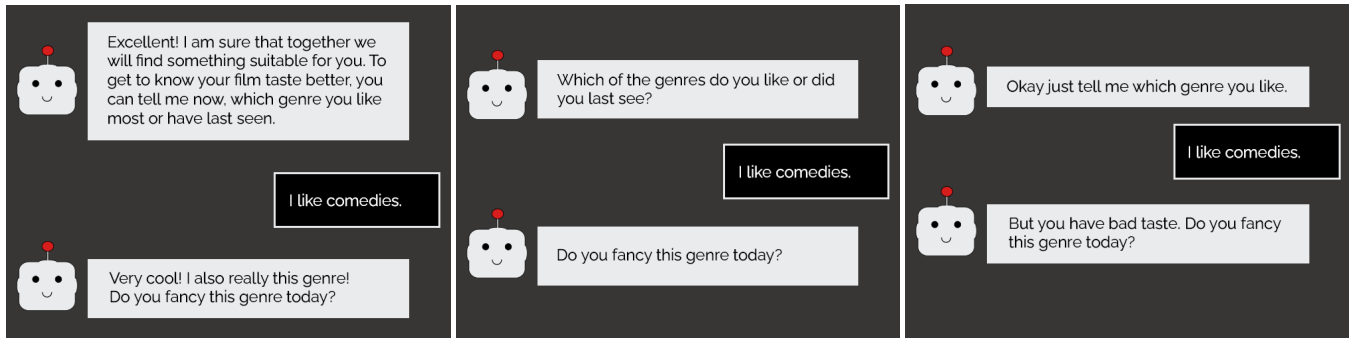 Excellent! I am sure that together we
will find something suitable for you. To
get to know your film taste better, you
can tell me now, which genre you like
most or have last seen.
I like comedies.
Very cool! I also really this genre!
Do you fancy this genre today?
Which of the genres do you like or did
you last see?
I like comedies.
Do you fancy this genre today?
Okay just tell me which genre you like.
I like comedies.
But you have bad taste. Do you fancy
this genre today?